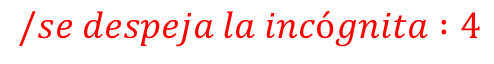 /se despeja la incógnita : 4